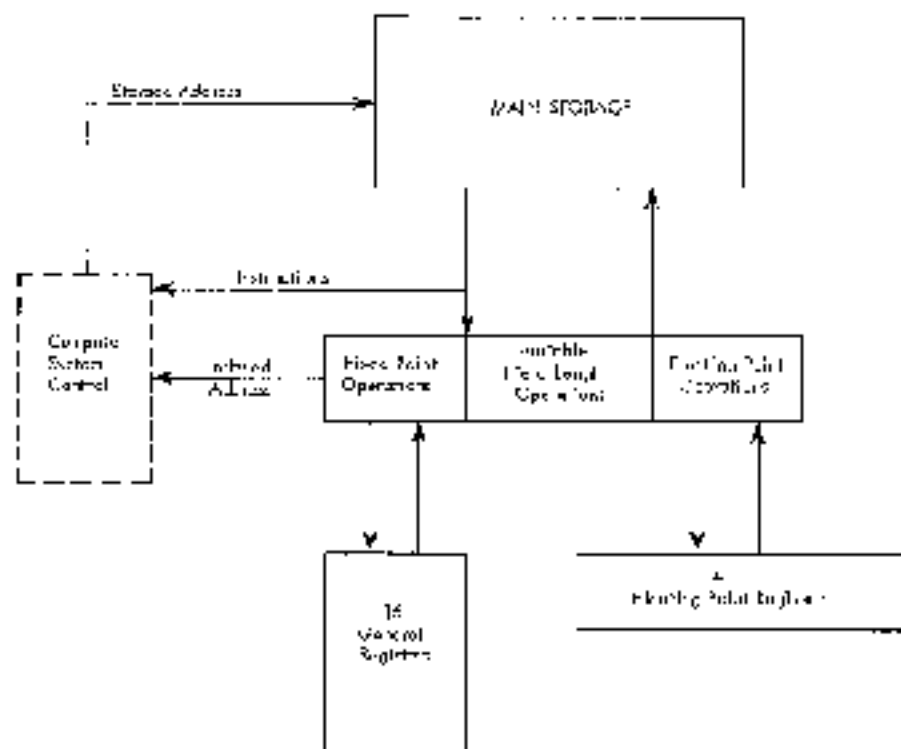 Storage Address
MAIN STORAGE
Instructions
Computer
System
Control
Indexed
Address
Fixed Point
Operations
Variable
Field Length
Operations
Floating Point
Operations
16
General
Registers
4
Floating Point Registers